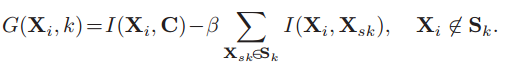 G(X_i, k) = I(X_i, C) − β ∑_{X_{sk}∈S_k} I(X_i, X_{sk}),   X_i ∉ S_k.